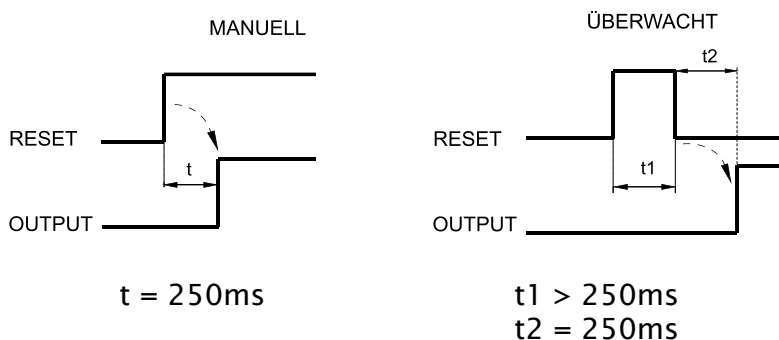 MANUELL
RESET
t
OUTPUT
t = 250ms
ÜBERWACHT
t2
RESET
t1
OUTPUT
t1 > 250ms
t2 = 250ms